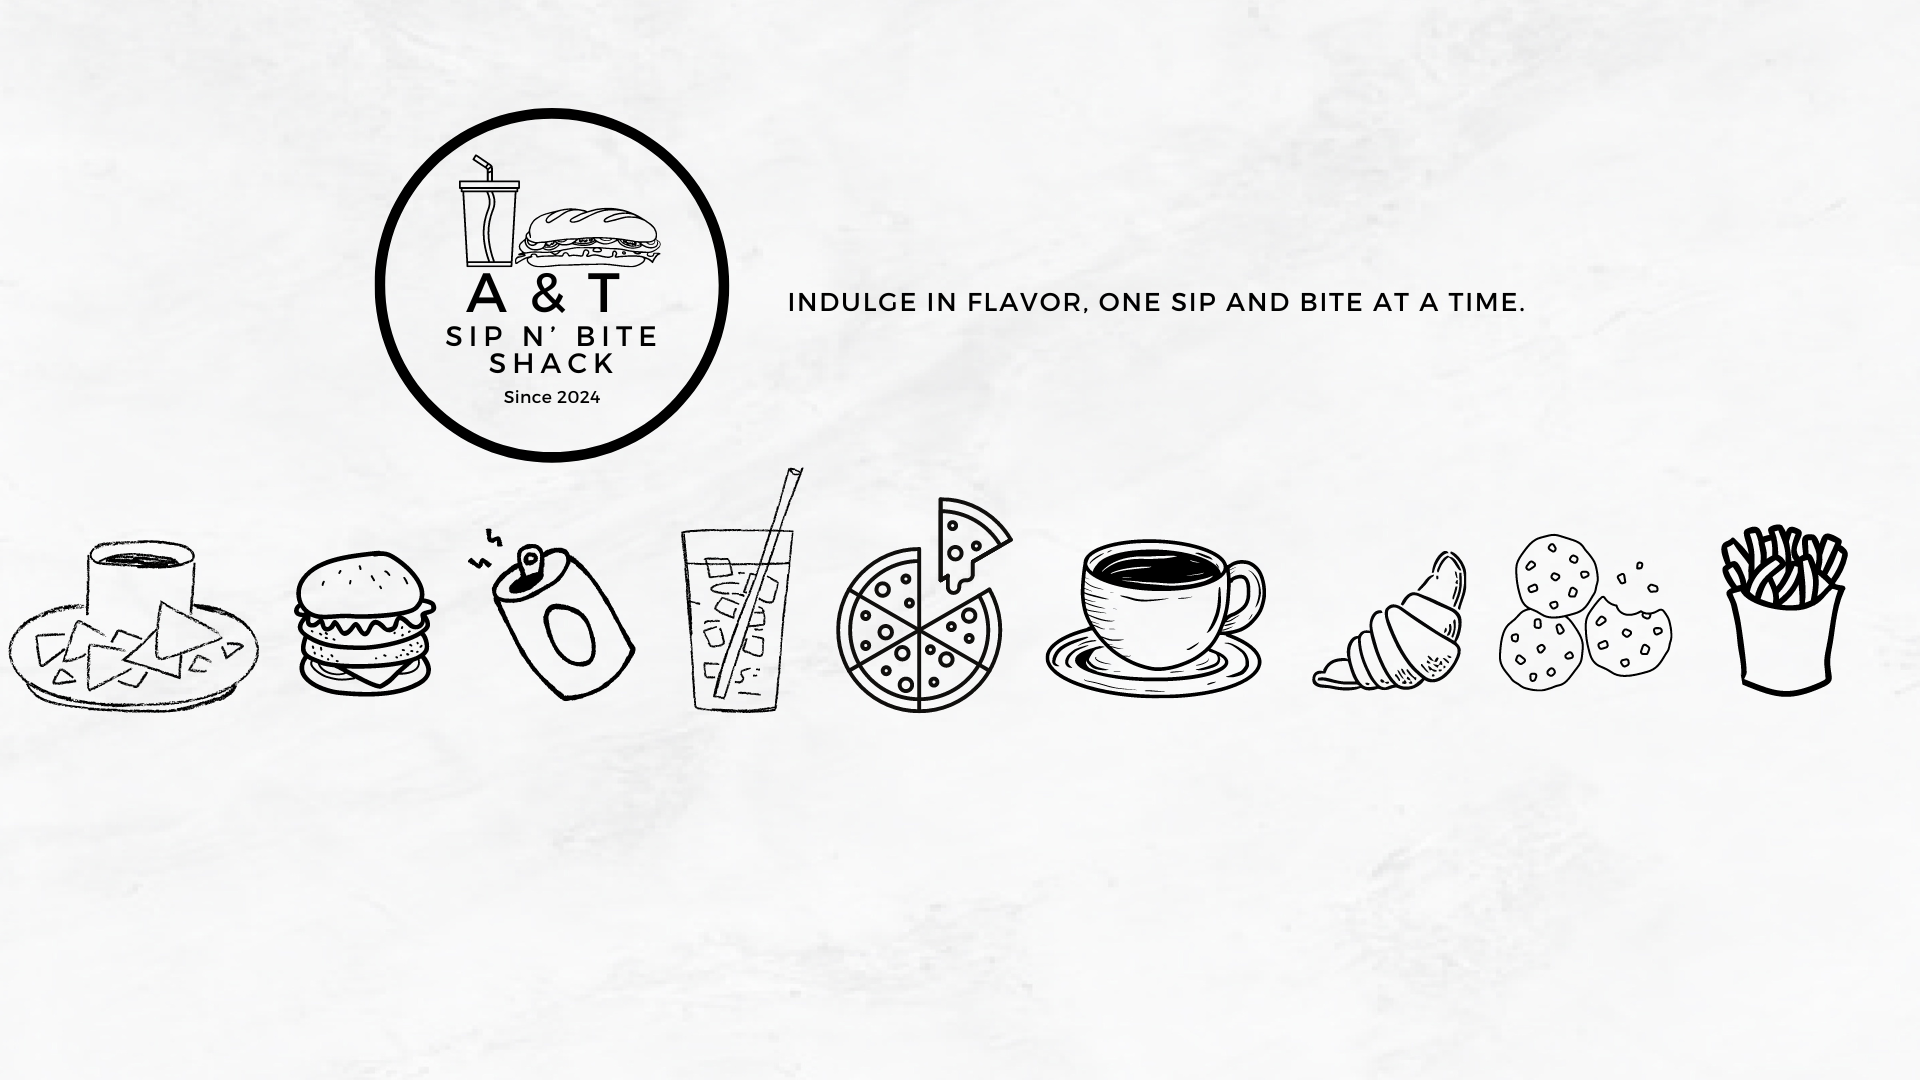 A & T
SIP N’ BITE
SHACK
Since 2024
INDULGE IN FLAVOR, ONE SIP AND BITE AT A TIME.